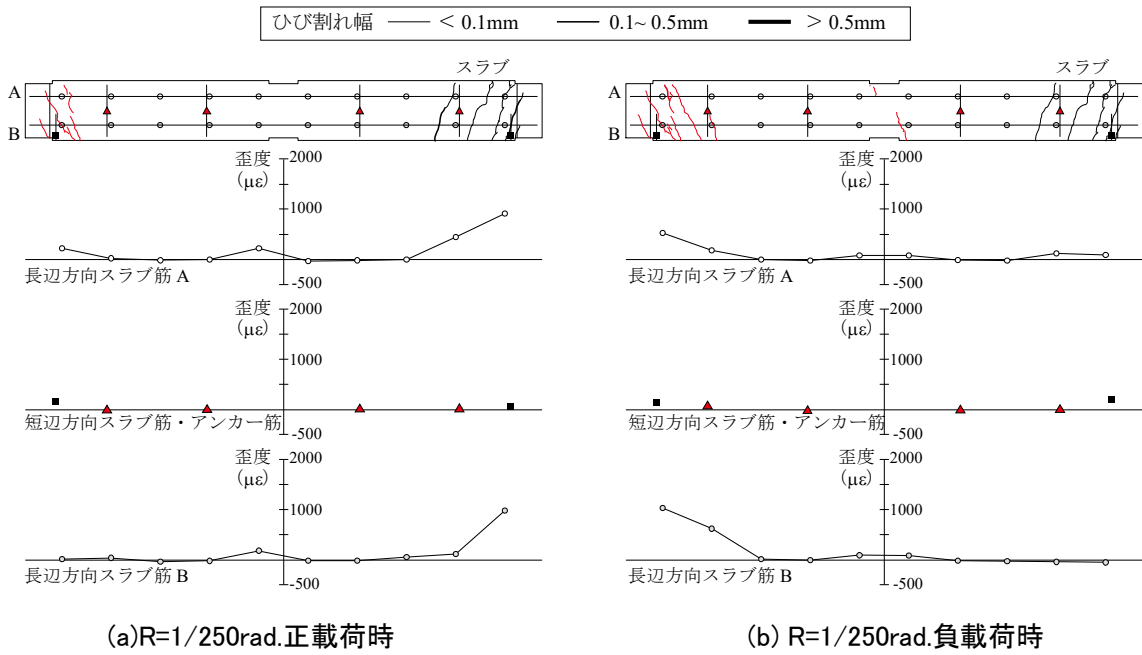 ひび割れ幅 < 0.1mm 0.1~ 0.5mm > 0.5mm
スラブ
A
B
歪度
(με)
2000
1000
-500
長辺方向スラブ筋 A
歪度
(με)
2000
1000
-500
短辺方向スラブ筋・アンカー筋
歪度
(με)
2000
1000
-500
長辺方向スラブ筋 B
(a)R=1/250rad.正載荷時
スラブ
A
B
歪度
(με)
2000
1000
-500
長辺方向スラブ筋 A
歪度
(με)
2000
1000
-500
短辺方向スラブ筋・アンカー筋
歪度
(με)
2000
1000
-500
長辺方向スラブ筋 B
(b) R=1/250rad.負載荷時